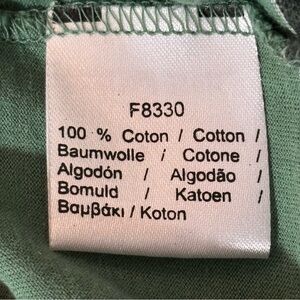 F8330
100 % Coton / Cotton /
Baumwolle / Cotone /
Algodón / Algodão /
Bomuld / Katoen /
Βαμβάκι / Koton